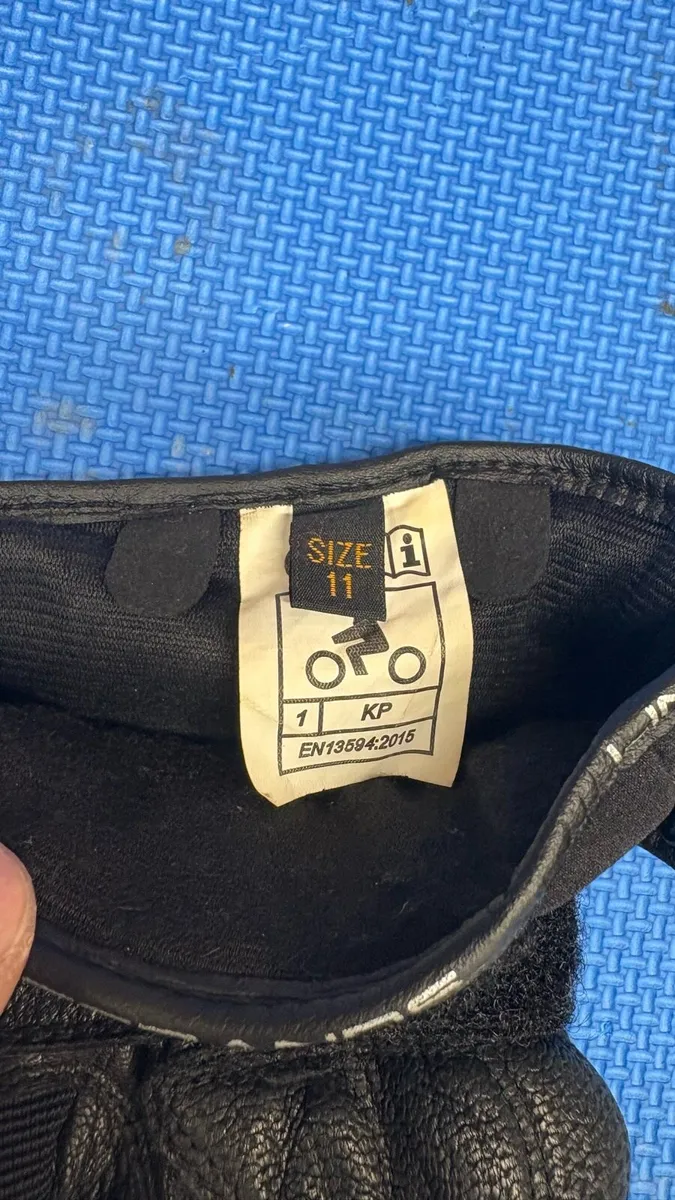 SIZE
11
i
1 KP
EN13594:2015